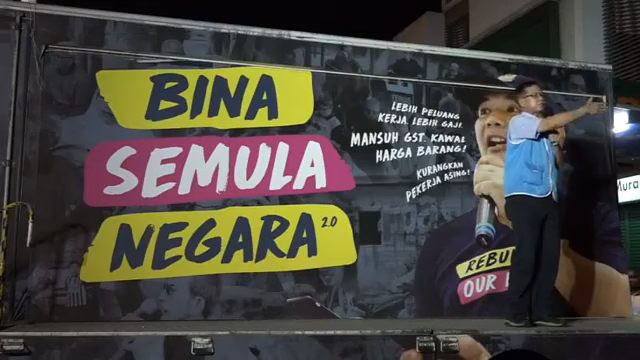 BINA
SEMULA
NEGARA 2.0
LEBIH PELUANG
KERJA, LEBIH GAJI.
MANSUH GST. KAWAL
HARGA BARANG!
KURANGKAN
PEKERJA ASING!
OUR